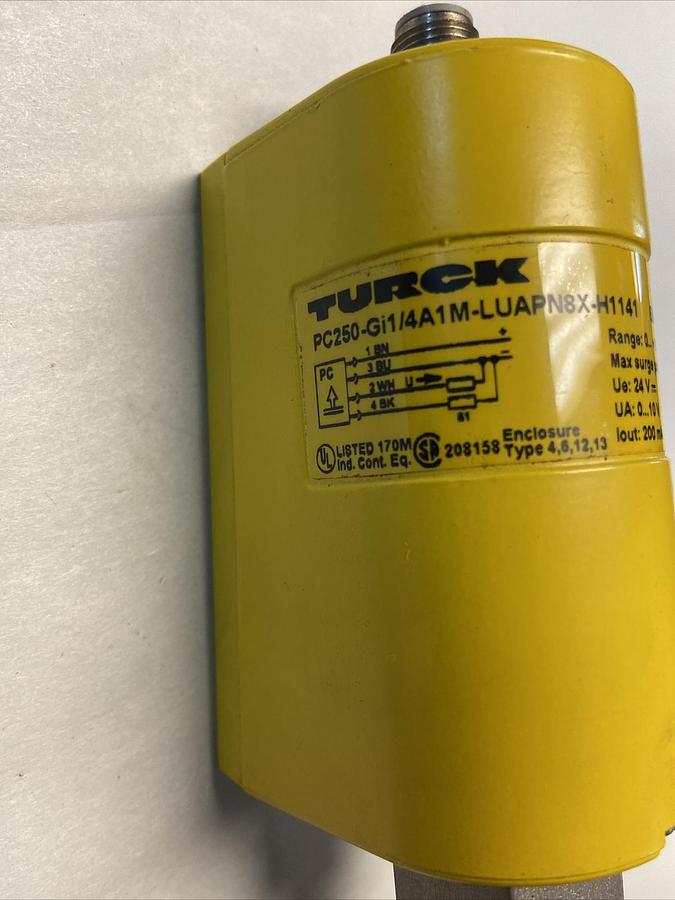 TURCK
PC250-Gi1/4A1M-LUAPN8X-H1141
PC
1 BN
+
3 BU
-
2 WH
U
4 BK
S1
UL LISTED 170M
Ind. Cont. Eq.
208158
Enclosure
Type 4,6,12,13
Range: 0...
Max surge
Ue: 24 V
UA: 0...10 V
Iout: 200